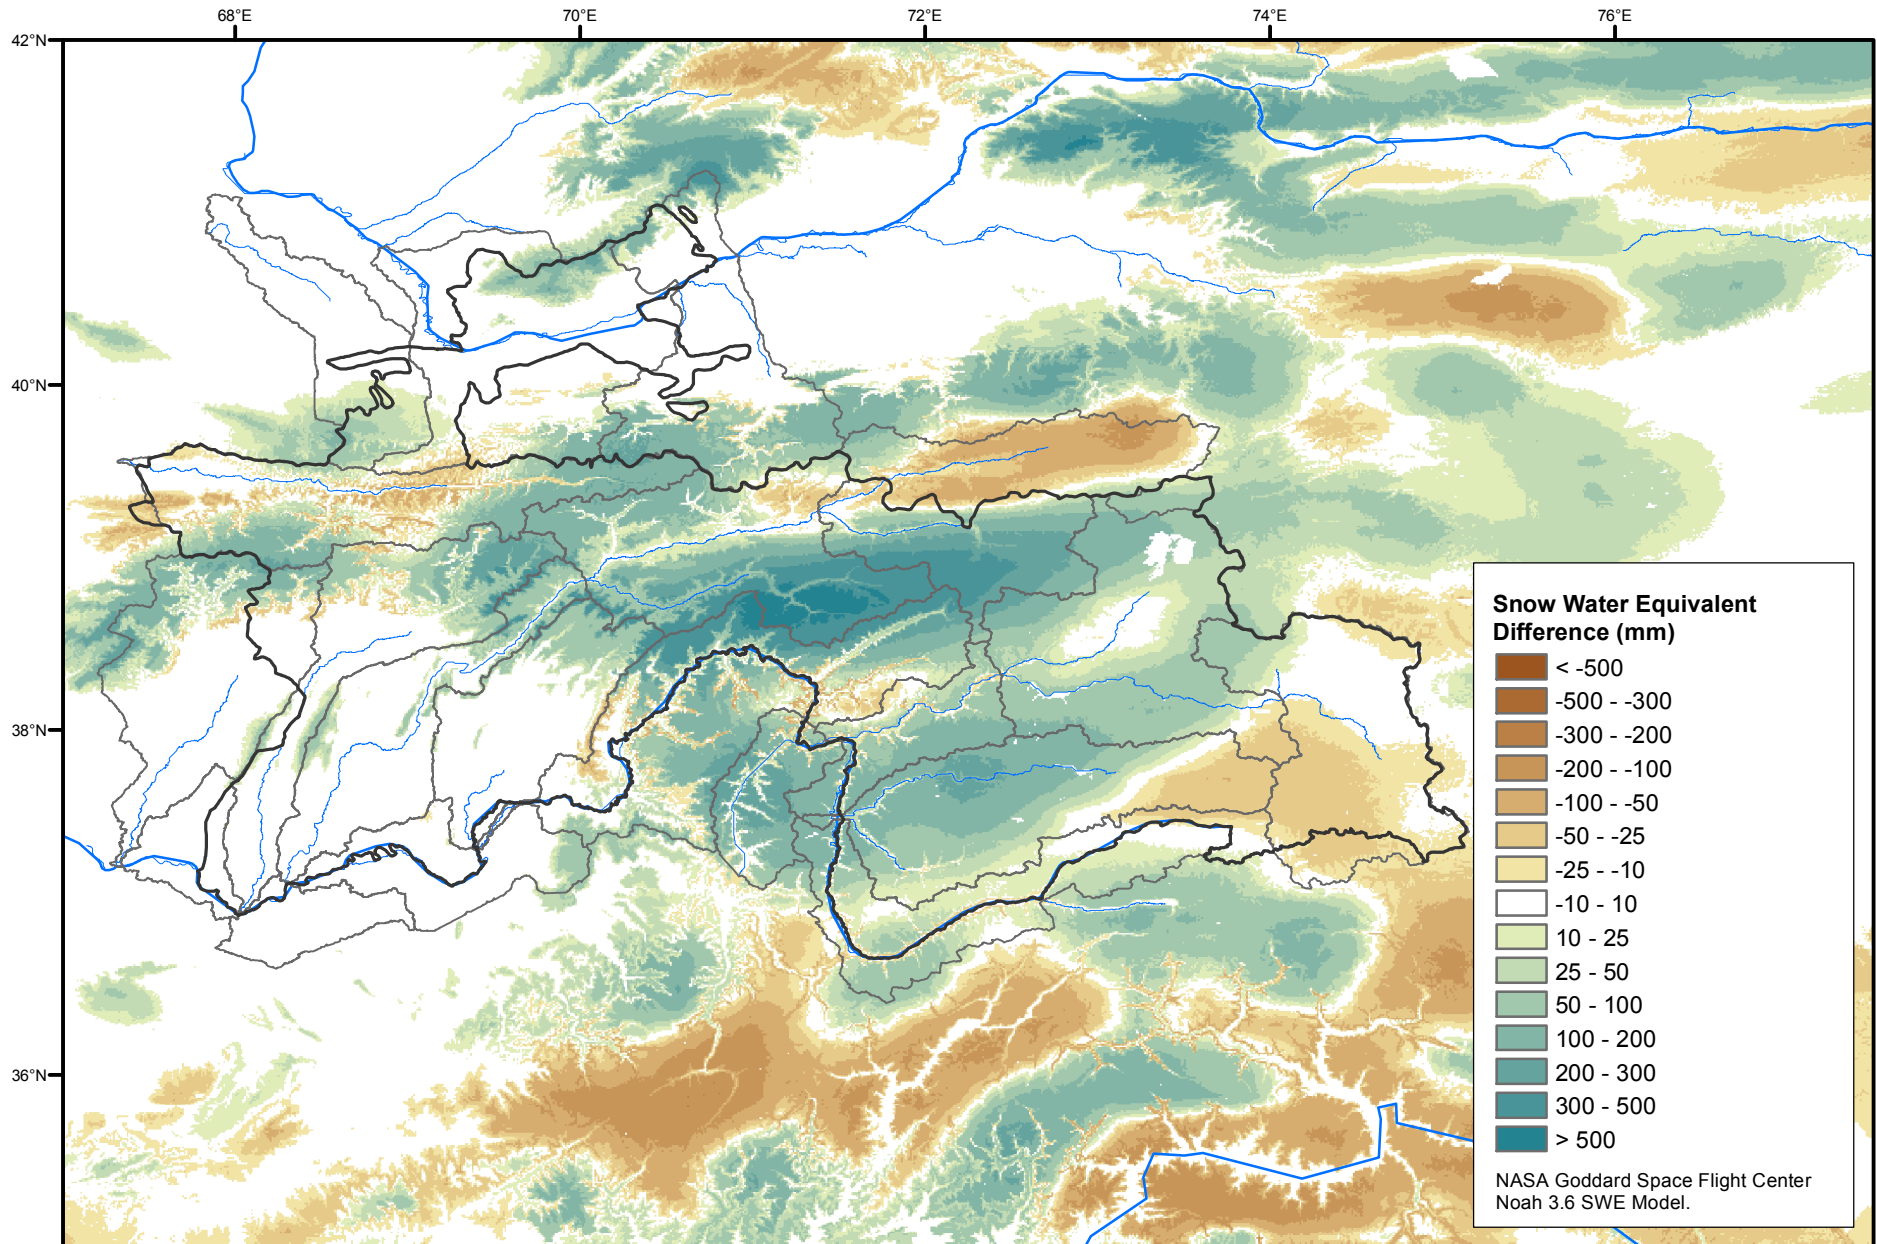 68°E
70°E
72°E
74°E
76°E
42°N
40°N
38°N
36°N
Snow Water Equivalent
Difference (mm)
< -500
-500 - -300
-300 - -200
-200 - -100
-100 - -50
-50 - -25
-25 - -10
-10 - 10
10 - 25
25 - 50
50 - 100
100 - 200
200 - 300
300 - 500
> 500
NASA Goddard Space Flight Center
Noah 3.6 SWE Model.